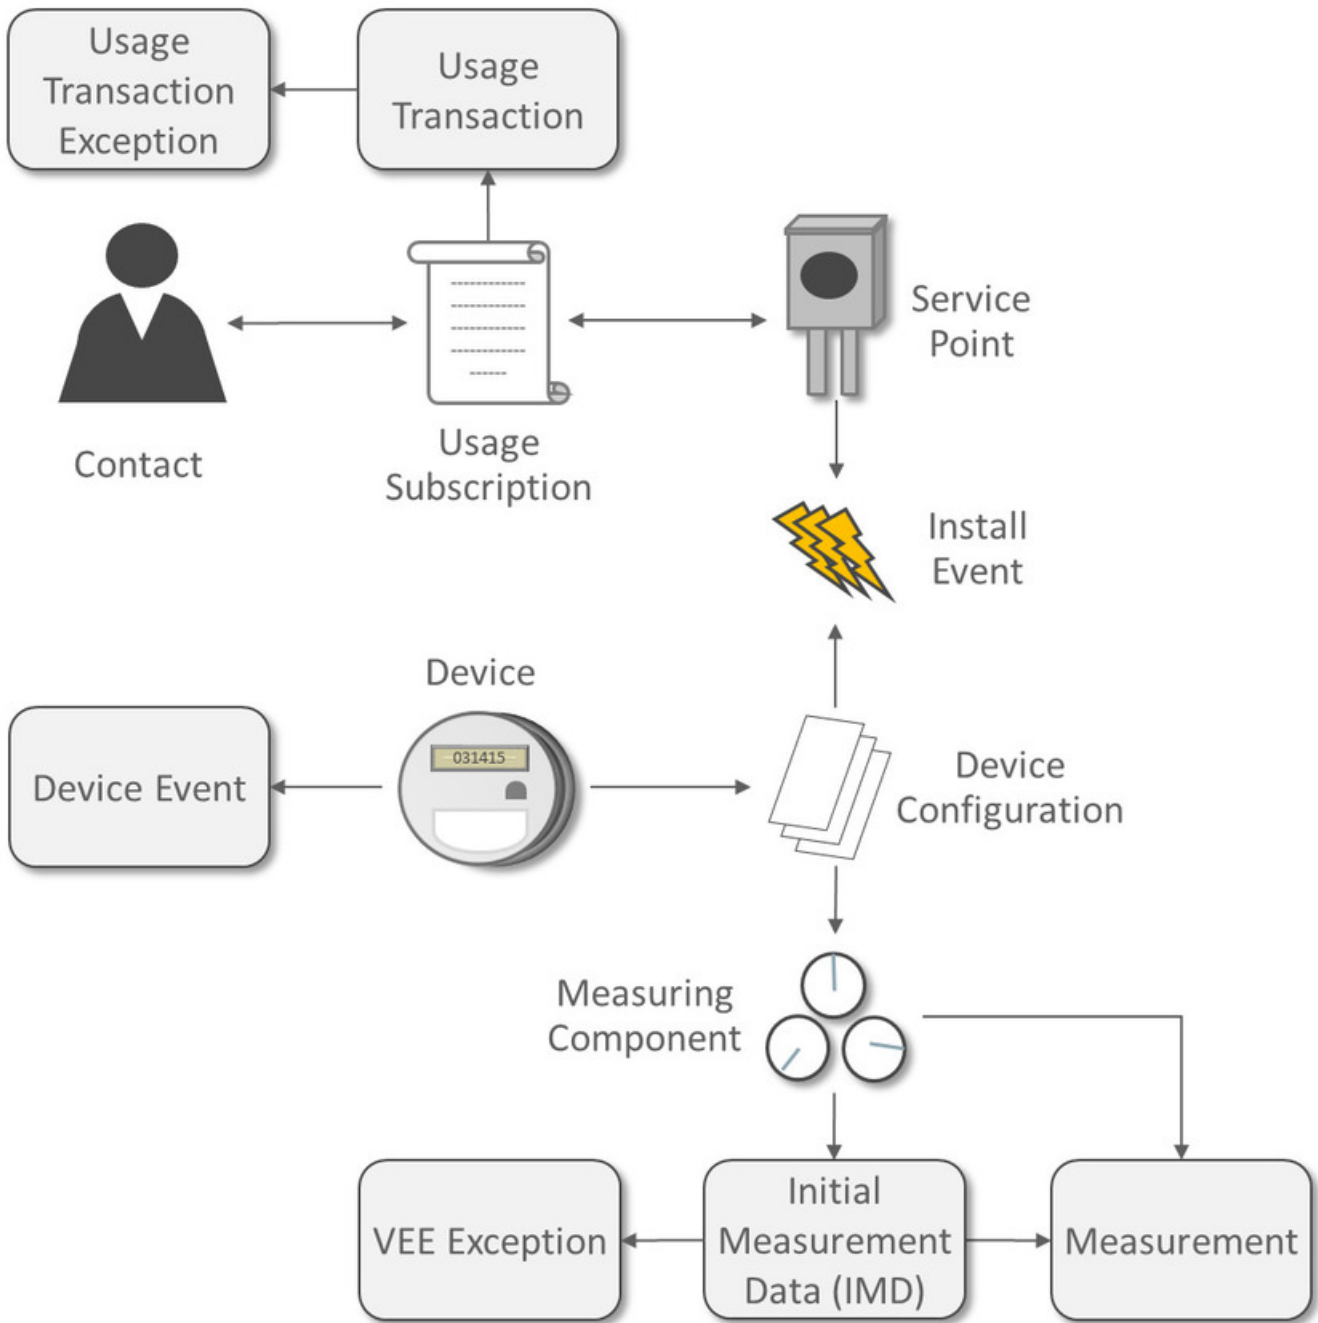 Usage
Transaction
Exception
Usage
Transaction
Service
Point
Contact
Usage
Subscription
Install
Event
Device
031415
Device Event
Device
Configuration
Measuring
Component
VEE Exception
Initial
Measurement
Data (IMD)
Measurement